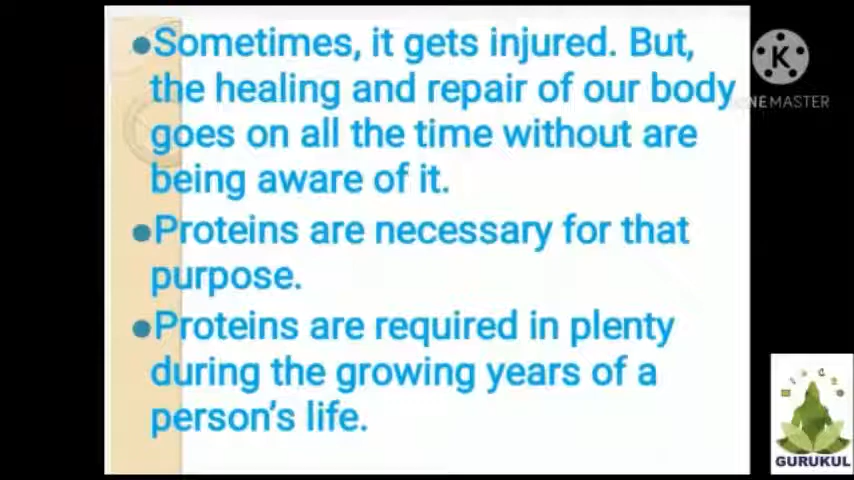 ●Sometimes, it gets injured. But,
the healing and repair of our body
goes on all the time without are
being aware of it.
●Proteins are necessary for that
purpose.
●Proteins are required in plenty
during the growing years of a
person's life.
K
NEMASTER
GURUKUL